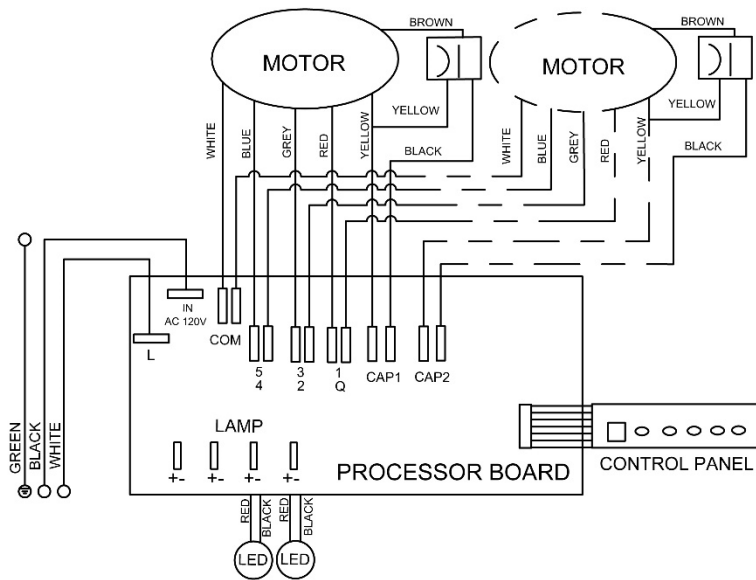 BROWN
BROWN
MOTOR
MOTOR
YELLOW
YELLOW
WHITE
BLUE
GREY
RED
YELLOW
BLACK
WHITE
BLUE
GREY
RED
YELLOW
BLACK
IN
AC 120V
L
COM
5
4
3
2
1
Q
CAP1
CAP2
GREEN
BLACK
WHITE
LAMP
+-
+-
+-
+-
PROCESSOR BOARD
CONTROL PANEL
RED
BLACK
RED
BLACK
LED
LED